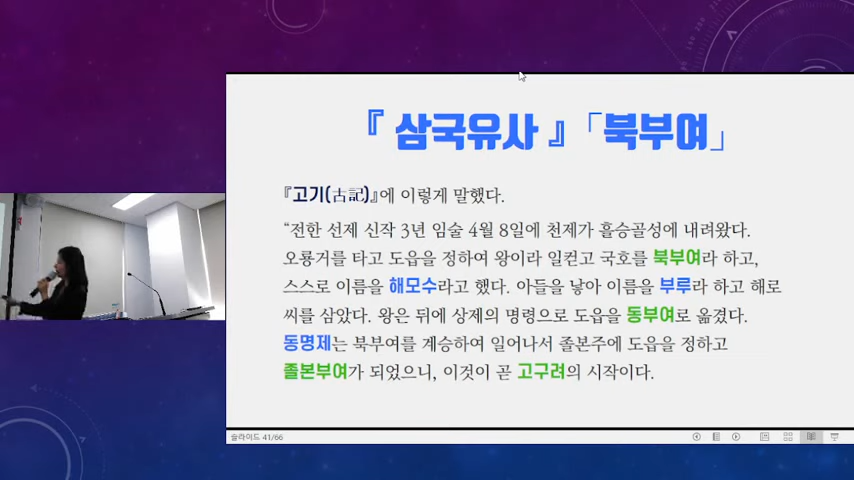 『 삼국유사 』 「북부여」
『고기(古記)』에 이렇게 말했다.
“전한 선제 신작 3년 임술 4월 8일에 천제가 흘승골성에 내려왔다.
오룡거를 타고 도읍을 정하여 왕이라 일컫고 국호를 북부여라 하고,
스스로 이름을 해모수라고 했다. 아들을 낳아 이름을 부루라 하고 해로
씨를 삼았다. 왕은 뒤에 상제의 명령으로 도읍을 동부여로 옮겼다.
동명제는 북부여를 계승하여 일어나서 졸본주에 도읍을 정하고
졸본부여가 되었으니, 이것이 곧 고구려의 시작이다.
슬라이드 41/66